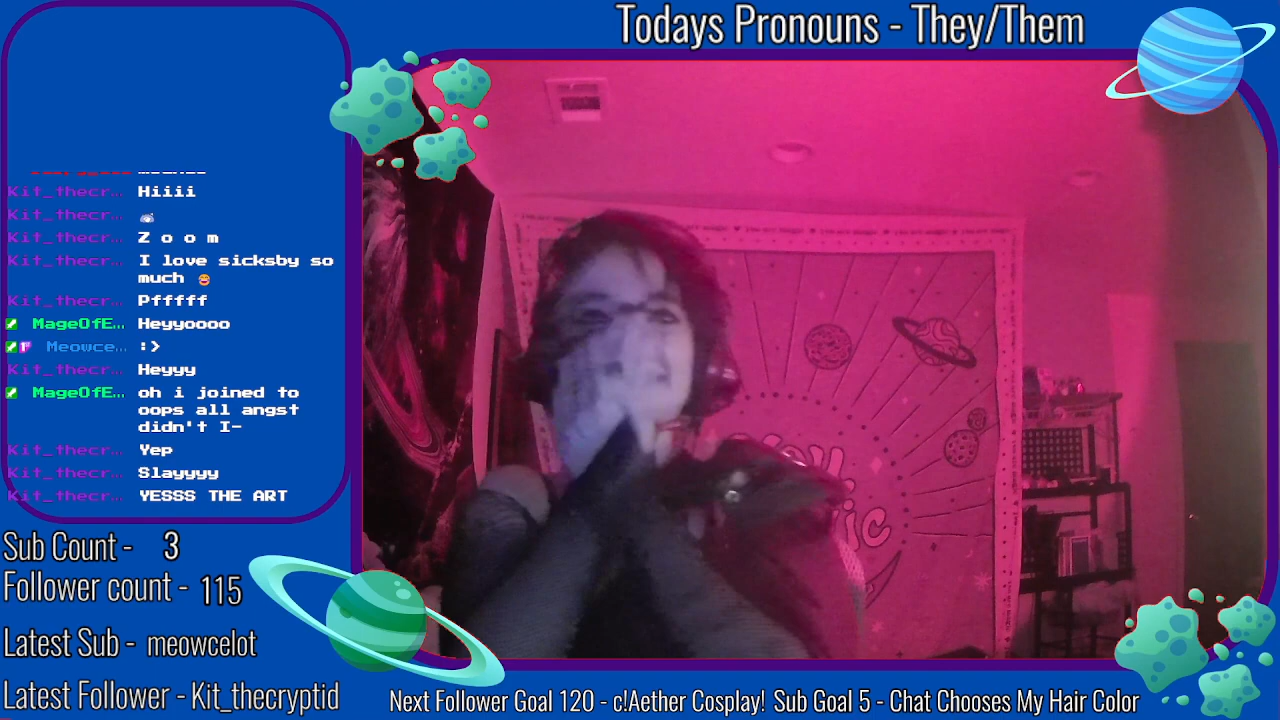 Todays Pronouns - They/Them
Kit_thecr... Hiiii
Kit_thecr...
Kit_thecr... Z o o m
Kit_thecr... I love sicksby so
much
Kit_thecr... Pfffff
MageOfE... Heyyoooo
Meowce... :>
Kit_thecr... Heyyy
MageOfE... oh i joined to
oops all angst
didn't I-
Kit_thecr... Yep
Kit_thecr... Slayyyy
Kit_thecr... YESSS THE ART
Sub Count - 3
Follower count - 115
Latest Sub - meowcelot
Latest Follower - Kit_thecryptid
Next Follower Goal 120 - c!Aether Cosplay! Sub Goal 5 - Chat Chooses My Hair Color